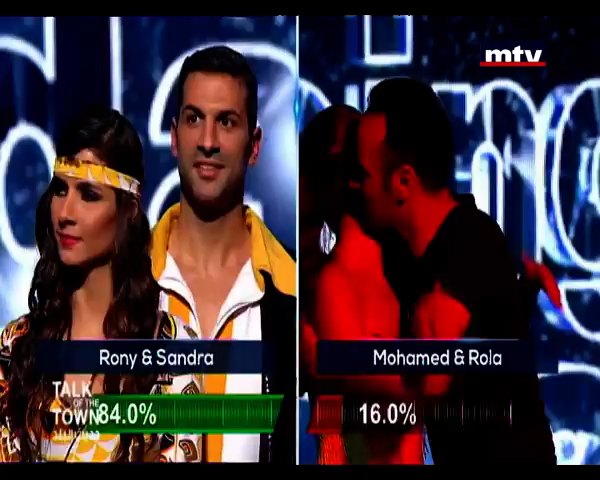 mtv
Rony & Sandra
Mohamed & Rola
TALK
OF THE
TOWN
84.0%
16.0%